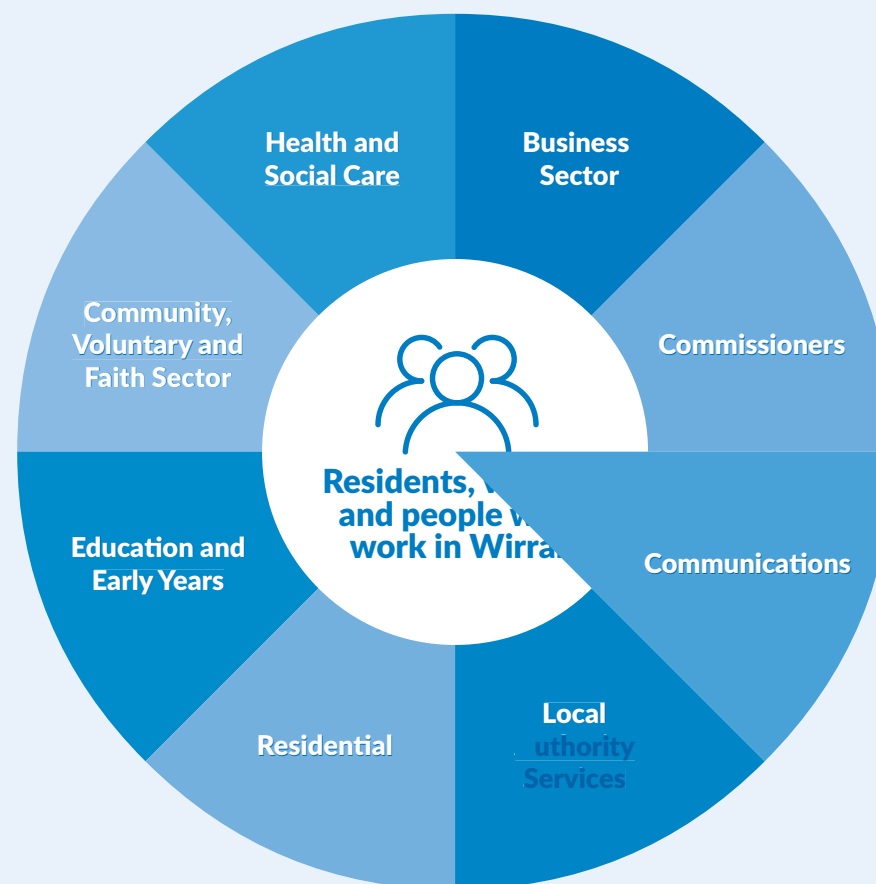 Health and
Social Care
Business
Sector
Community,
Voluntary and
Faith Sector
Commissioners
Residents,
and people
work in
Education and
Early Years
Communications
Residential
Local
uthority
Services